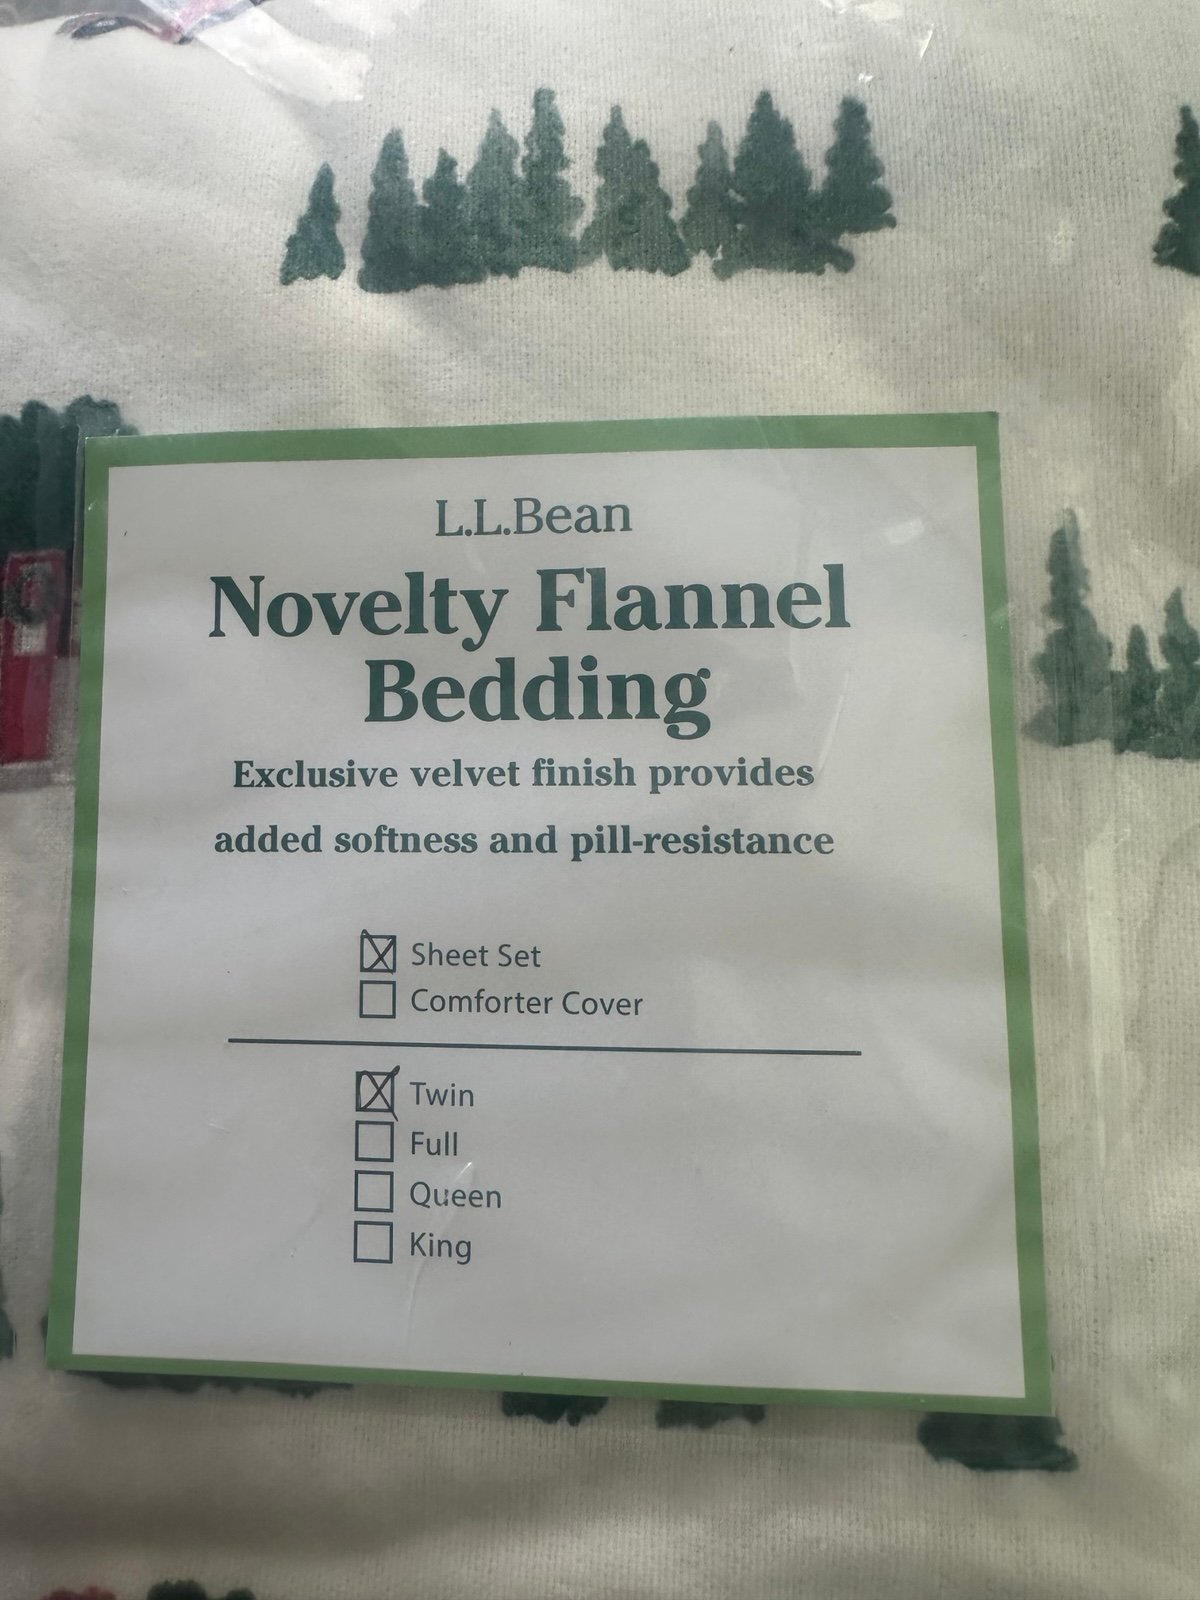 L.L.Bean
Novelty Flannel
Bedding
Exclusive velvet finish provides
added softness and pill-resistance
☒ Sheet Set
☐ Comforter Cover
☒ Twin
☐ Full
☐ Queen
☐ King